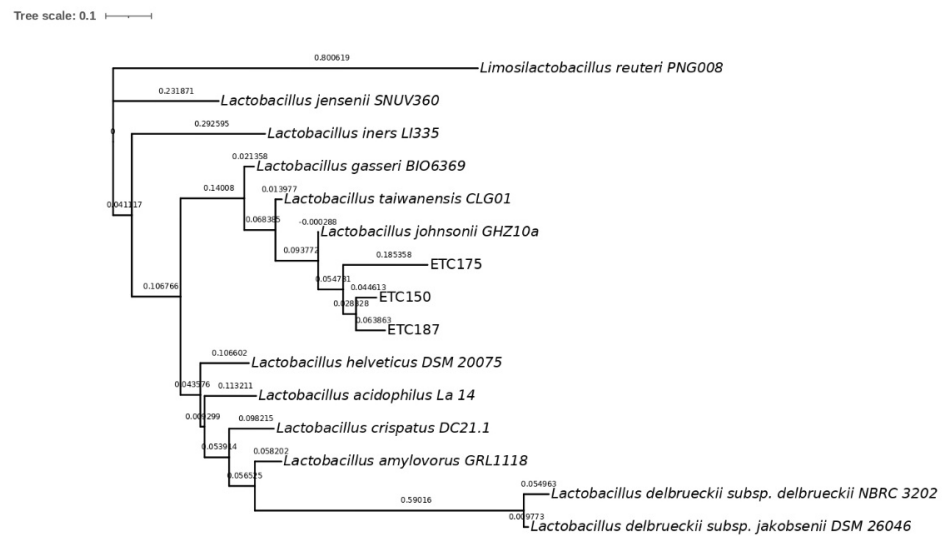 Tree scale: 0.1
0.800619
Limosilactobacillus reuteri PNG008
0.231871
Lactobacillus jensenii SNUV360
0
0.292595
Lactobacillus iners LI335
0.021358
Lactobacillus gasseri BIO6369
0.14008
0.013977
Lactobacillus taiwanensis CLG01
0.041117
0.068385
-0.000288
Lactobacillus johnsonii GHZ10a
0.093772
0.185358
ETC175
0.054781
0.106766
0.044613
ETC150
0.028328
0.063863
ETC187
0.106602
Lactobacillus helveticus DSM 20075
0.043576
0.113211
Lactobacillus acidophilus La 14
0.009299
0.098215
Lactobacillus crispatus DC21.1
0.053914
0.058202
Lactobacillus amylovorus GRL1118
0.056525
0.054963
Lactobacillus delbrueckii subsp. delbrueckii NBRC 3202
0.59016
0.009773
Lactobacillus delbrueckii subsp. jakobsenii DSM 26046